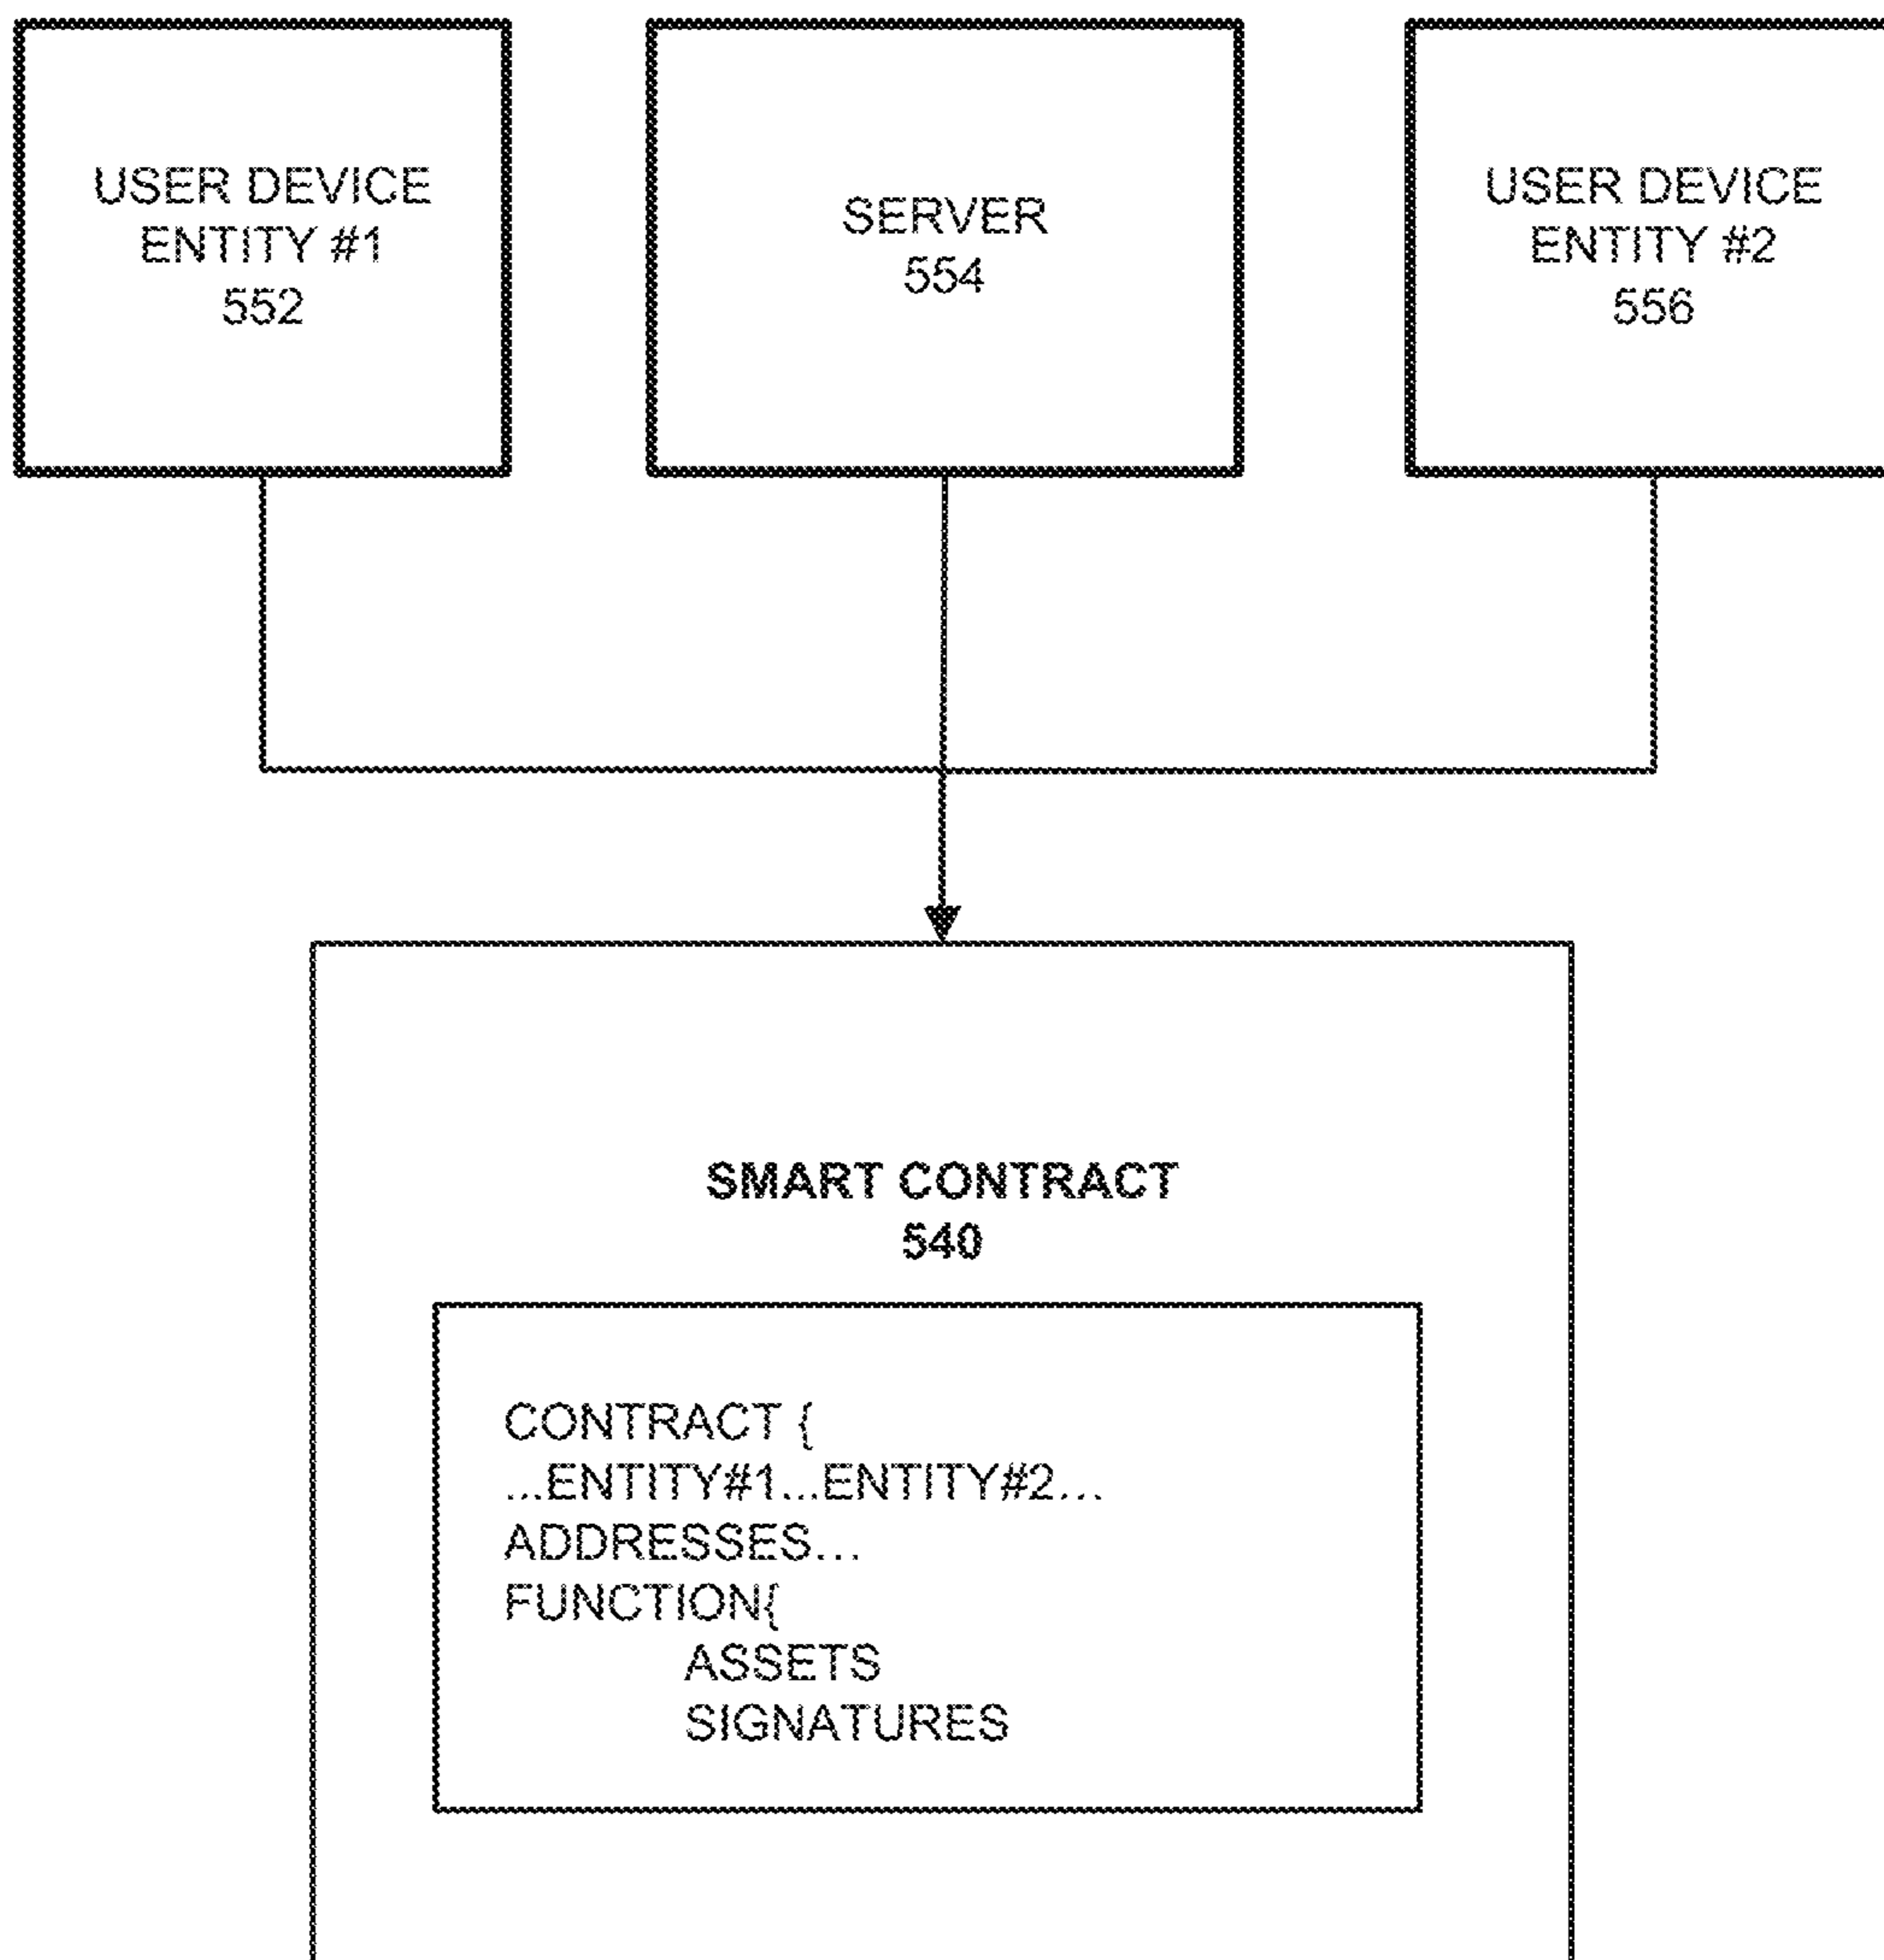 USER DEVICE
ENTITY #1
552
SERVER
554
USER DEVICE
ENTITY #2
556
SMART CONTRACT
540
CONTRACT {
...ENTITY#1...ENTITY#2...
ADDRESSES...
FUNCTION{
ASSETS
SIGNATURES